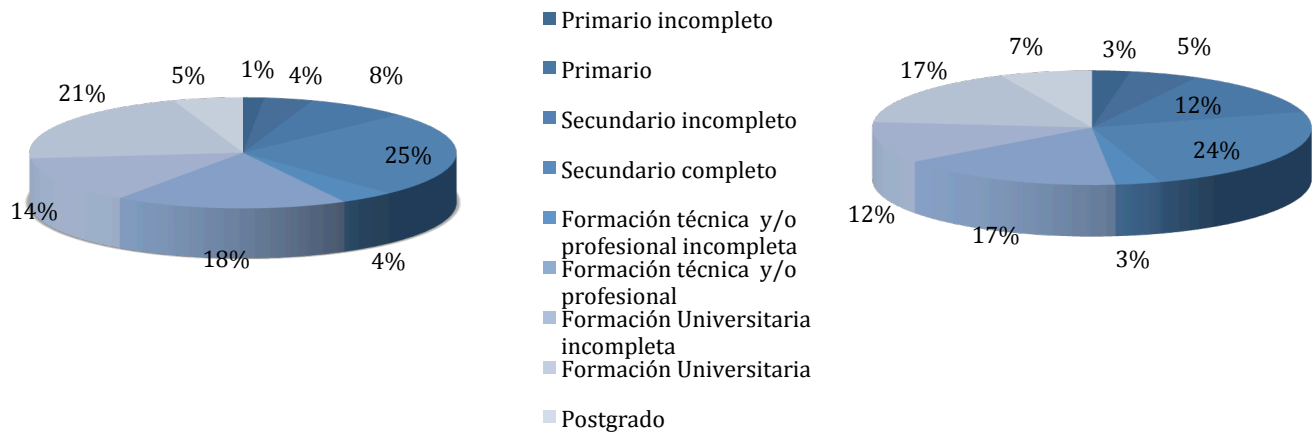 5%
1%
4%
8%
21%
25%
14%
18%
4%
Primario incompleto
Primario
Secundario incompleto
Secundario completo
Formación técnica y/o
profesional incompleta
Formación técnica y/o
profesional
Formación Universitaria
incompleta
Formación Universitaria
Postgrado
7%
3%
5%
17%
12%
24%
12%
17%
3%